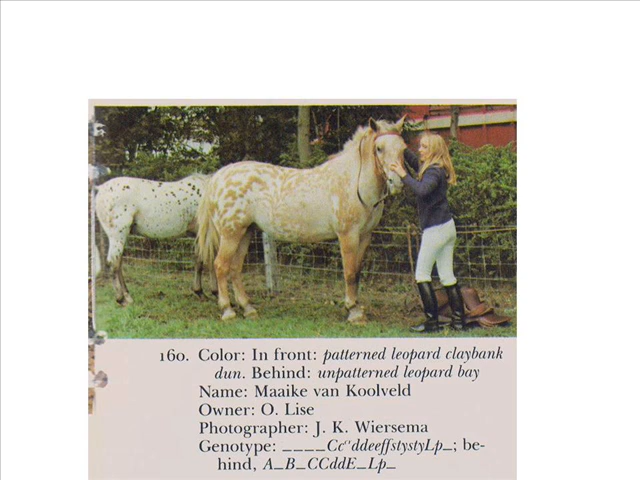 160. Color: In front: patterned leopard claybank
dun. Behind: unpatterned leopard bay
Name: Maaike van Koolveld
Owner: O. Lise
Photographer: J. K. Wiersema
Genotype: ____Cc''ddeeffstystyLp_; be-
hind, A_B_CCddE_Lp_